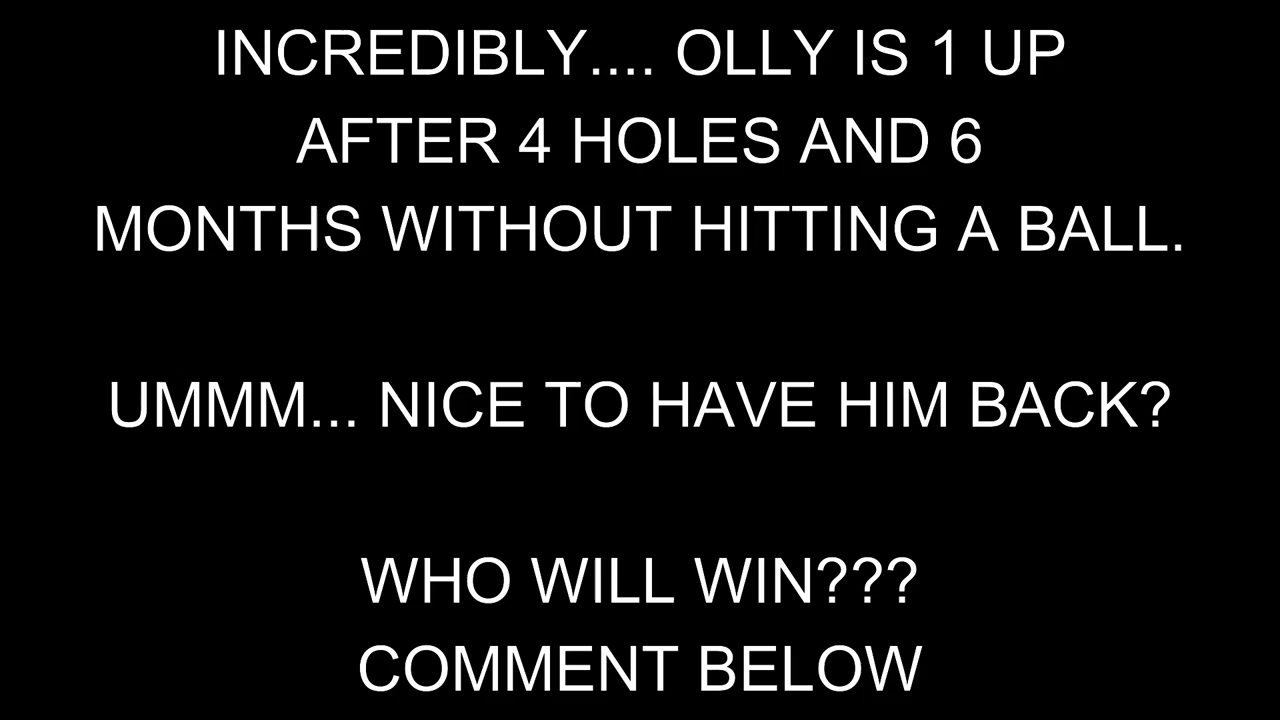 INCREDIBLY.... OLLY IS 1 UP
AFTER 4 HOLES AND 6
MONTHS WITHOUT HITTING A BALL.
UMMM... NICE TO HAVE HIM BACK?
WHO WILL WIN???
COMMENT BELOW